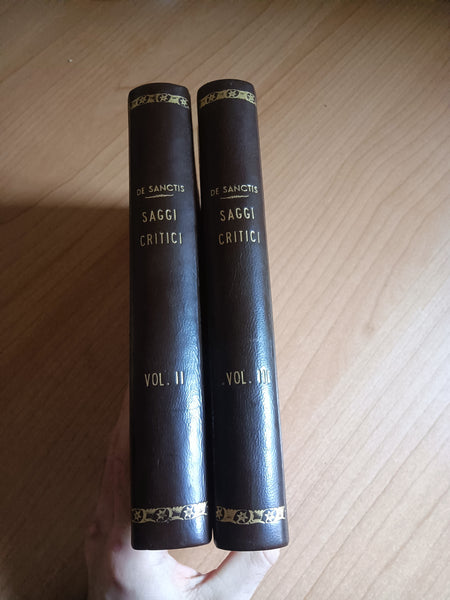 DE SANCTIS
SAGGI
CRITICI
VOL. II
DE SANCTIS
SAGGI
CRITICI
VOL. III